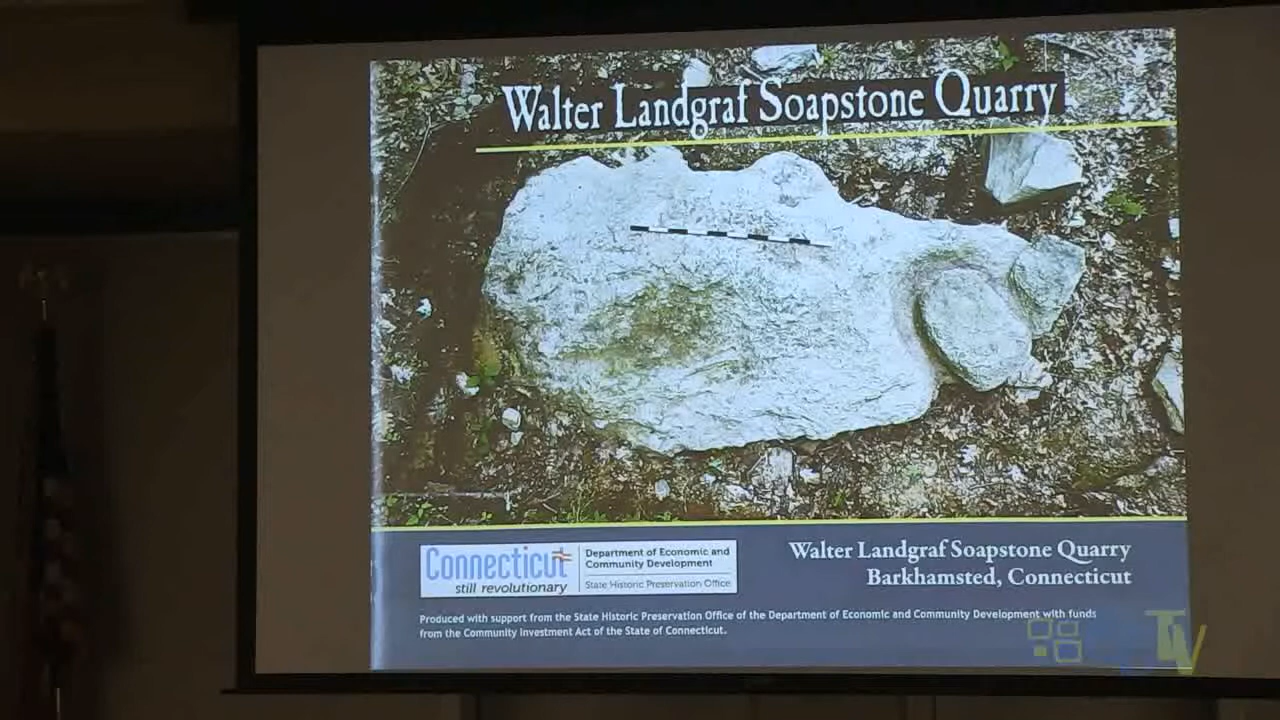 Walter Landgraf Soapstone Quarry
Connecticut
still revolutionary
Department of Economic and
Community Development
State Historic Preservation Office
Walter Landgraf Soapstone Quarry
Barkhamsted, Connecticut
Produced with support from the State Historic Preservation Office of the Department of Economic and Community Development with funds
from the Community Investment Act of the State of Connecticut.
TV